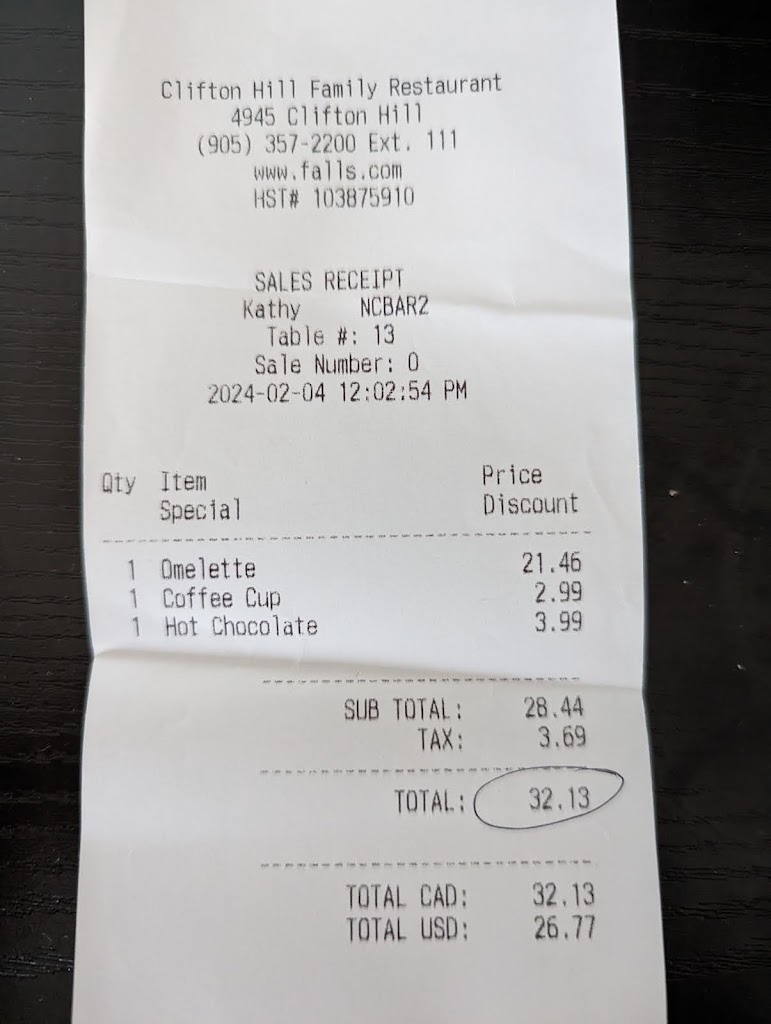 Clifton Hill Family Restaurant
4945 Clifton Hill
(905) 357-2200 Ext. 111
www.falls.com
HST# 103875910
SALES RECEIPT
Kathy NCBAR2
Table #: 13
Sale Number: 0
2024-02-04 12:02:54 PM
Qty Item Price
Special Discount
1 Omelette 21.46
1 Coffee Cup 2.99
1 Hot Chocolate 3.99
SUB TOTAL: 28.44
TAX: 3.69
TOTAL: 32.13
TOTAL CAD: 32.13
TOTAL USD: 26.77